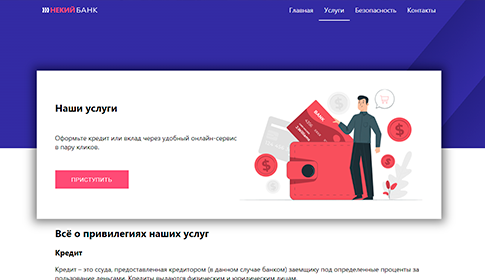 НЕКИЙ БАНК
Главная Услуги Безопасность Контакты
Наши услуги
Оформьте кредит или вклад через удобный онлайн-сервис
в пару кликов.
ПРИСТУПИТЬ
BANK
Всё о привилегиях наших услуг
Кредит
Кредит – это ссуда, предоставленная кредитором (в данном случае банком) заемщику под определенные проценты за
пользование деньгами. Кредиты выдаются физическим и юридическим лицам.